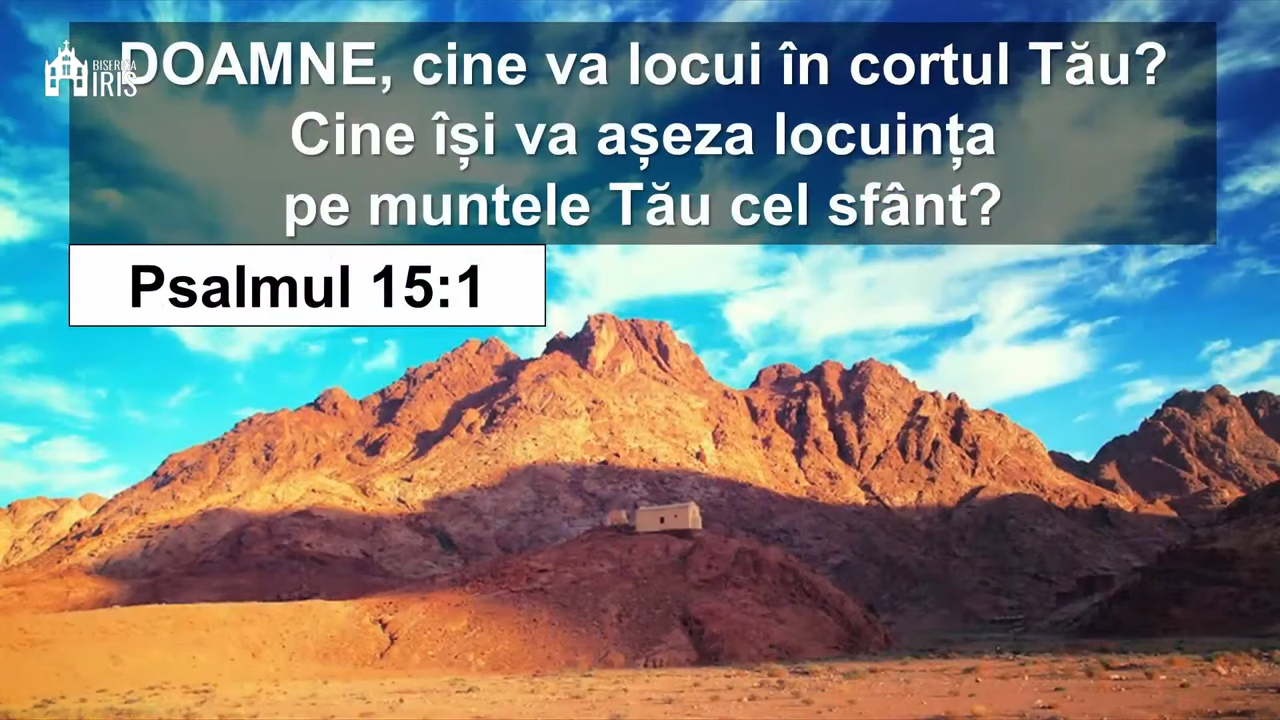 BISERICA
IRIS
DOAMNE, cine va locui în cortul Tău?
Cine își va așeza locuința
pe muntele Tău cel sfânt?
Psalmul 15:1